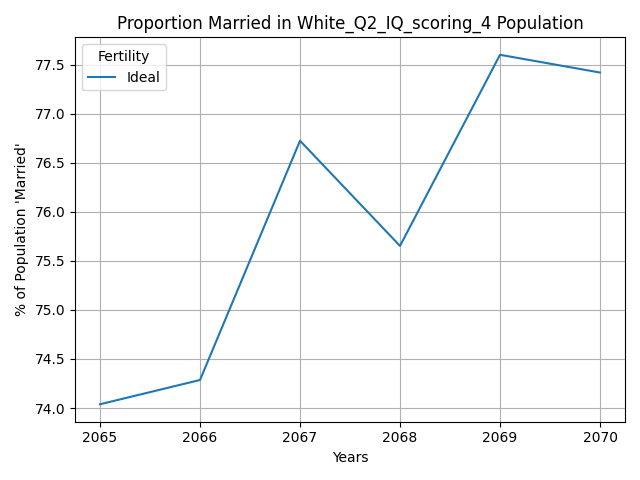 Proportion Married in White_Q2_IQ_scoring_4 Population
Fertility
Ideal
% of Population 'Married'
77.5
77.0
76.5
76.0
75.5
75.0
74.5
74.0
2065 2066 2067 2068 2069 2070
Years